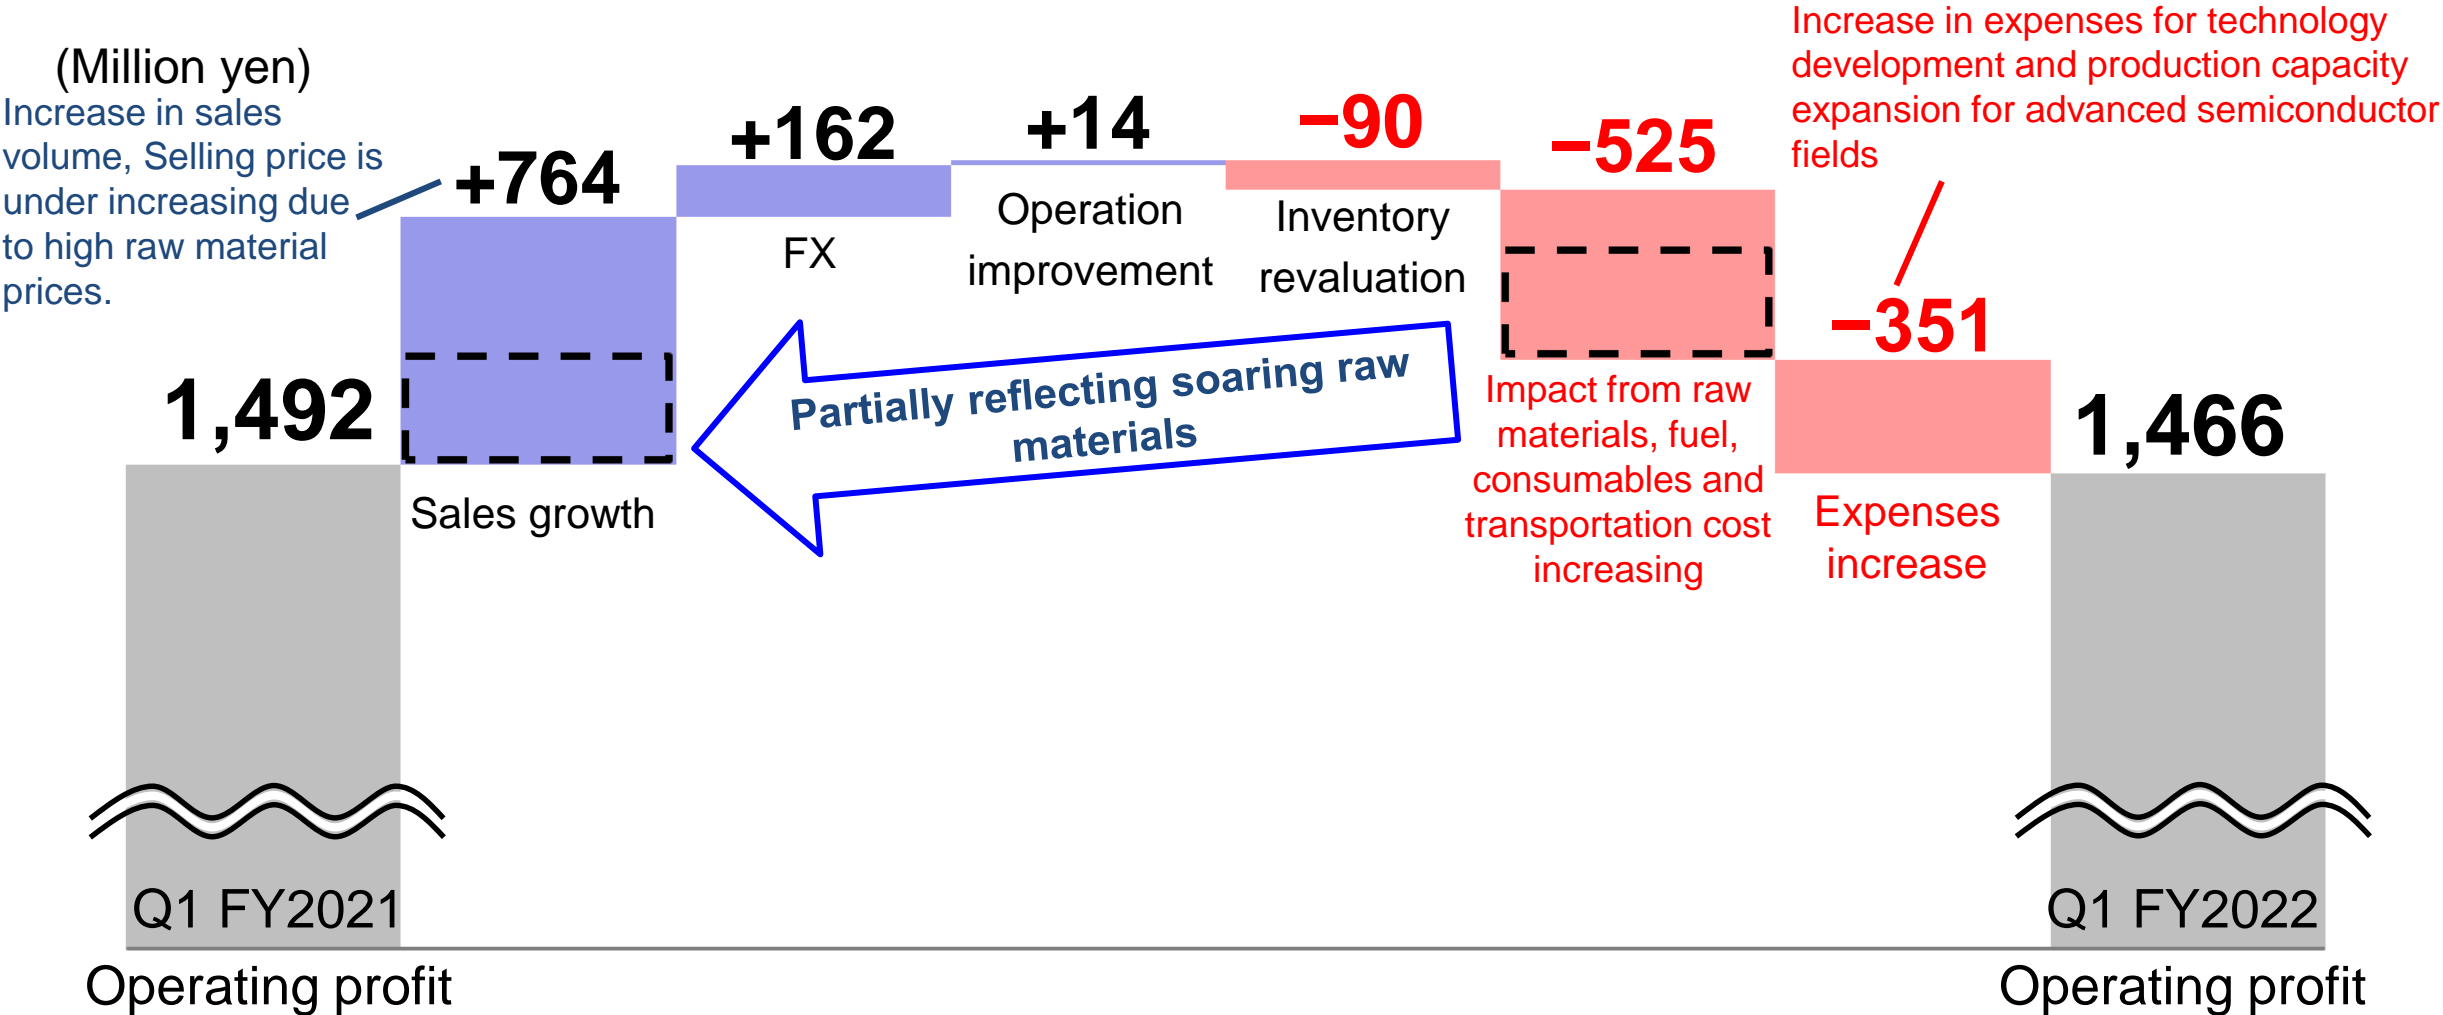 (Million yen)
Increase in sales
volume, Selling price is
under increasing due
to high raw material
prices.
1,492
+764
Sales growth
+162
FX
+14
Operation
improvement
−90
Inventory
revaluation
−525
Impact from raw
materials, fuel,
consumables and
transportation cost
increasing
Increase in expenses for technology
development and production capacity
expansion for advanced semiconductor
fields
−351
Expenses
increase
1,466
Partially reflecting soaring raw
materials
Q1 FY2021
Q1 FY2022
Operating profit
Operating profit